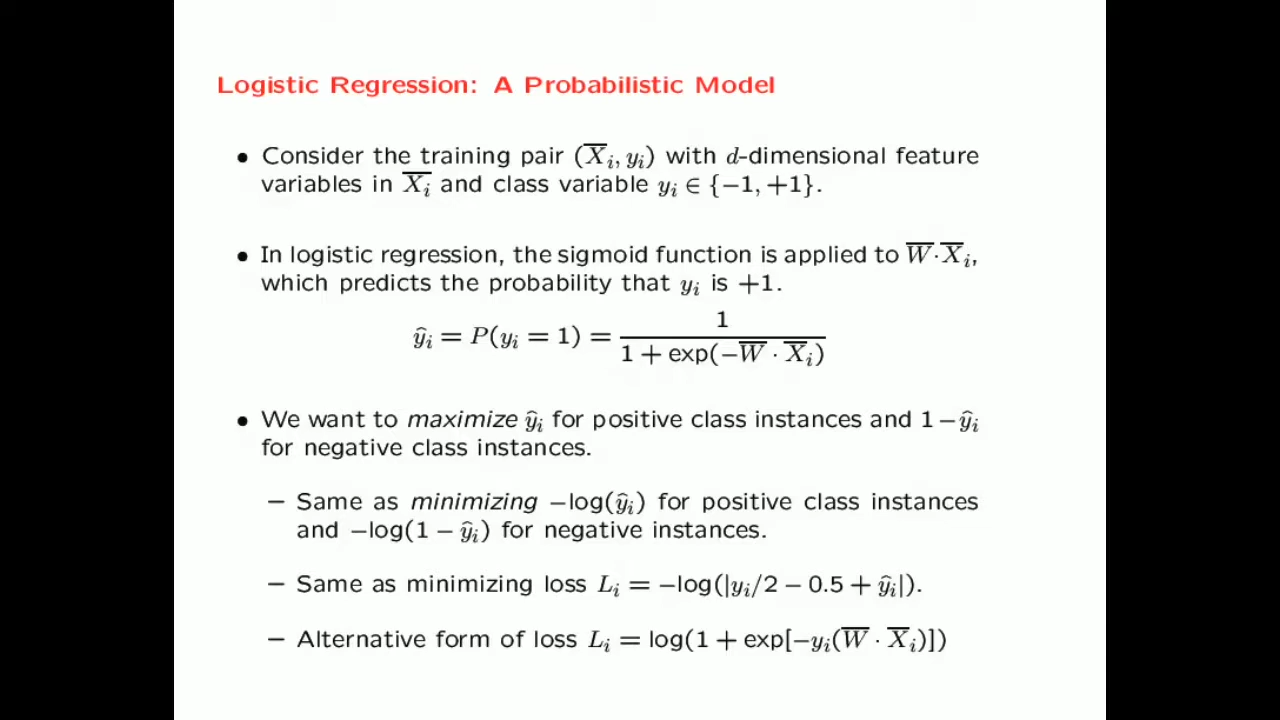 Logistic Regression: A Probabilistic Model
• Consider the training pair (X̅ᵢ, yᵢ) with d-dimensional feature
variables in X̅ᵢ and class variable yᵢ ∈ {−1, +1}.
• In logistic regression, the sigmoid function is applied to W̅·X̅ᵢ,
which predicts the probability that yᵢ is +1.
ŷᵢ = P(yᵢ = 1) = 1 / (1 + exp(−W̅ · X̅ᵢ))
• We want to maximize ŷᵢ for positive class instances and 1−ŷᵢ
for negative class instances.
– Same as minimizing −log(ŷᵢ) for positive class instances
and −log(1 − ŷᵢ) for negative instances.
– Same as minimizing loss Lᵢ = −log(|yᵢ/2 − 0.5 + ŷᵢ|).
– Alternative form of loss Lᵢ = log(1 + exp[−yᵢ(W̅ · X̅ᵢ)])